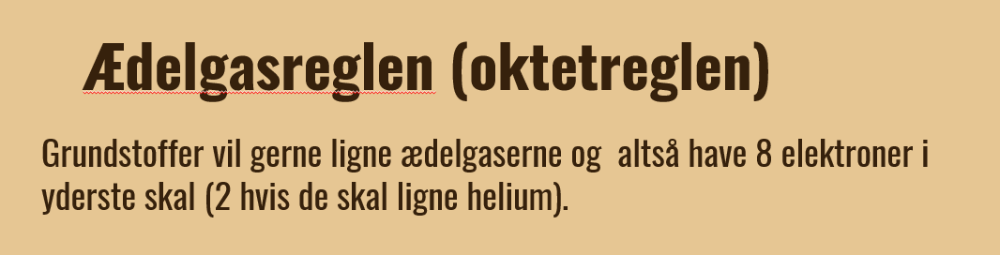 Ædelgasreglen (oktetreglen)
Grundstoffer vil gerne ligne ædelgaserne og  altså have 8 elektroner i
yderste skal (2 hvis de skal ligne helium).